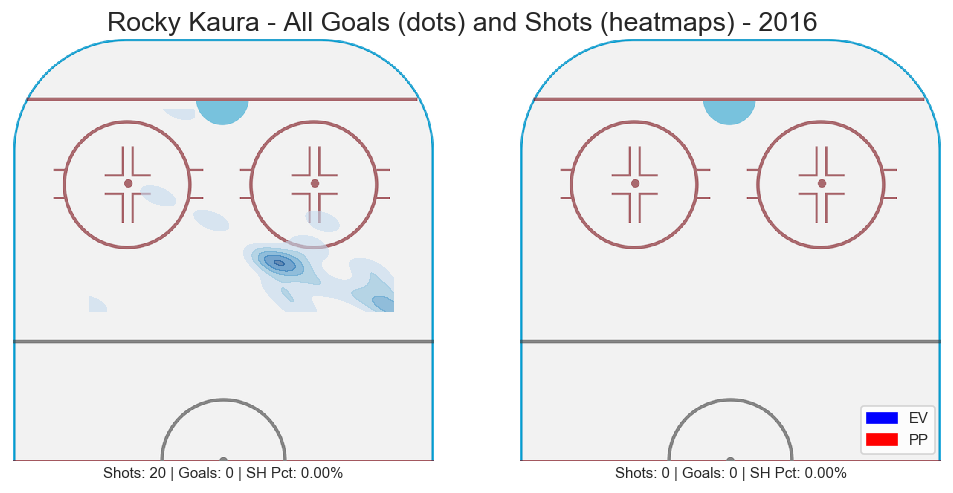 Rocky Kaura - All Goals (dots) and Shots (heatmaps) - 2016
EV
PP
Shots: 20 | Goals: 0 | SH Pct: 0.00%
Shots: 0 | Goals: 0 | SH Pct: 0.00%